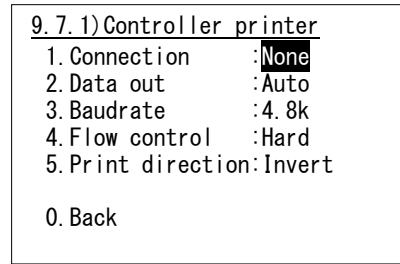 9.7.1)Controller printer
1.Connection :None
2.Data out :Auto
3.Baudrate :4.8k
4.Flow control :Hard
5.Print direction:Invert
0.Back